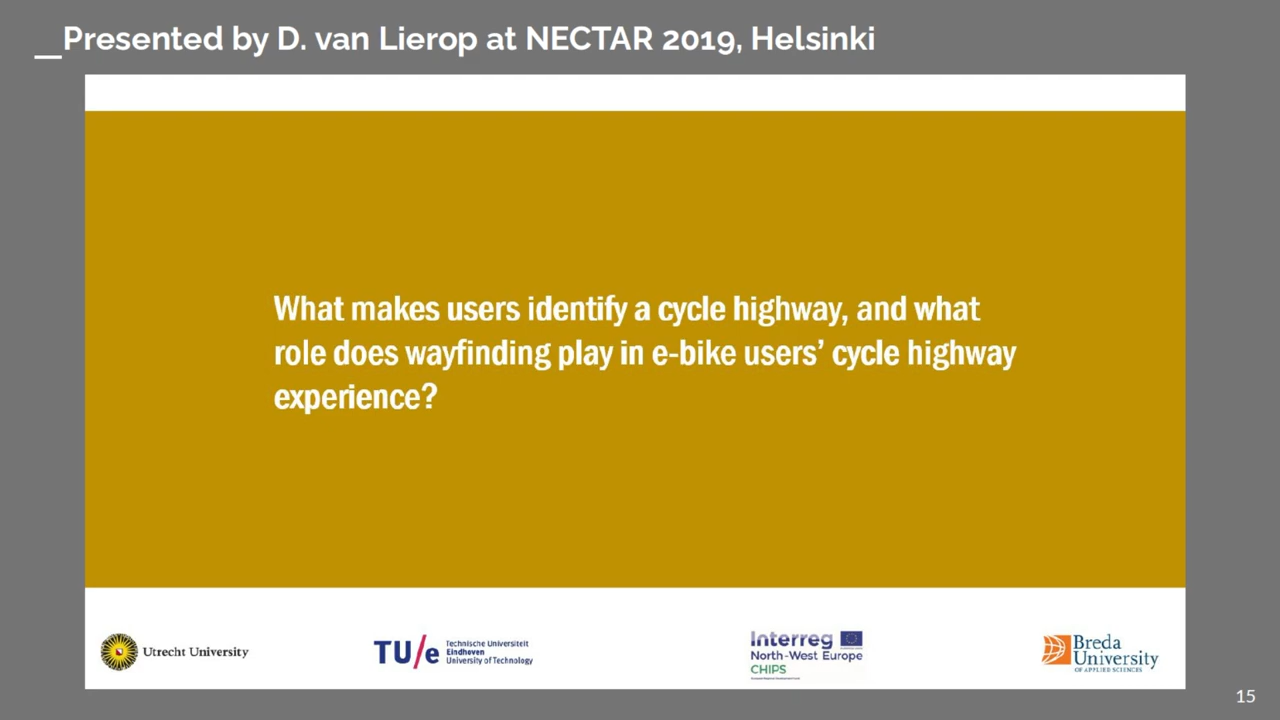 _Presented by D. van Lierop at NECTAR 2019, Helsinki
What makes users identify a cycle highway, and what
role does wayfinding play in e-bike users’ cycle highway
experience?
Utrecht University
TU/e
Technische Universiteit
Eindhoven
University of Technology
Interreg
North-West Europe
CHIPS
Breda
University
OF APPLIED SCIENCES
15